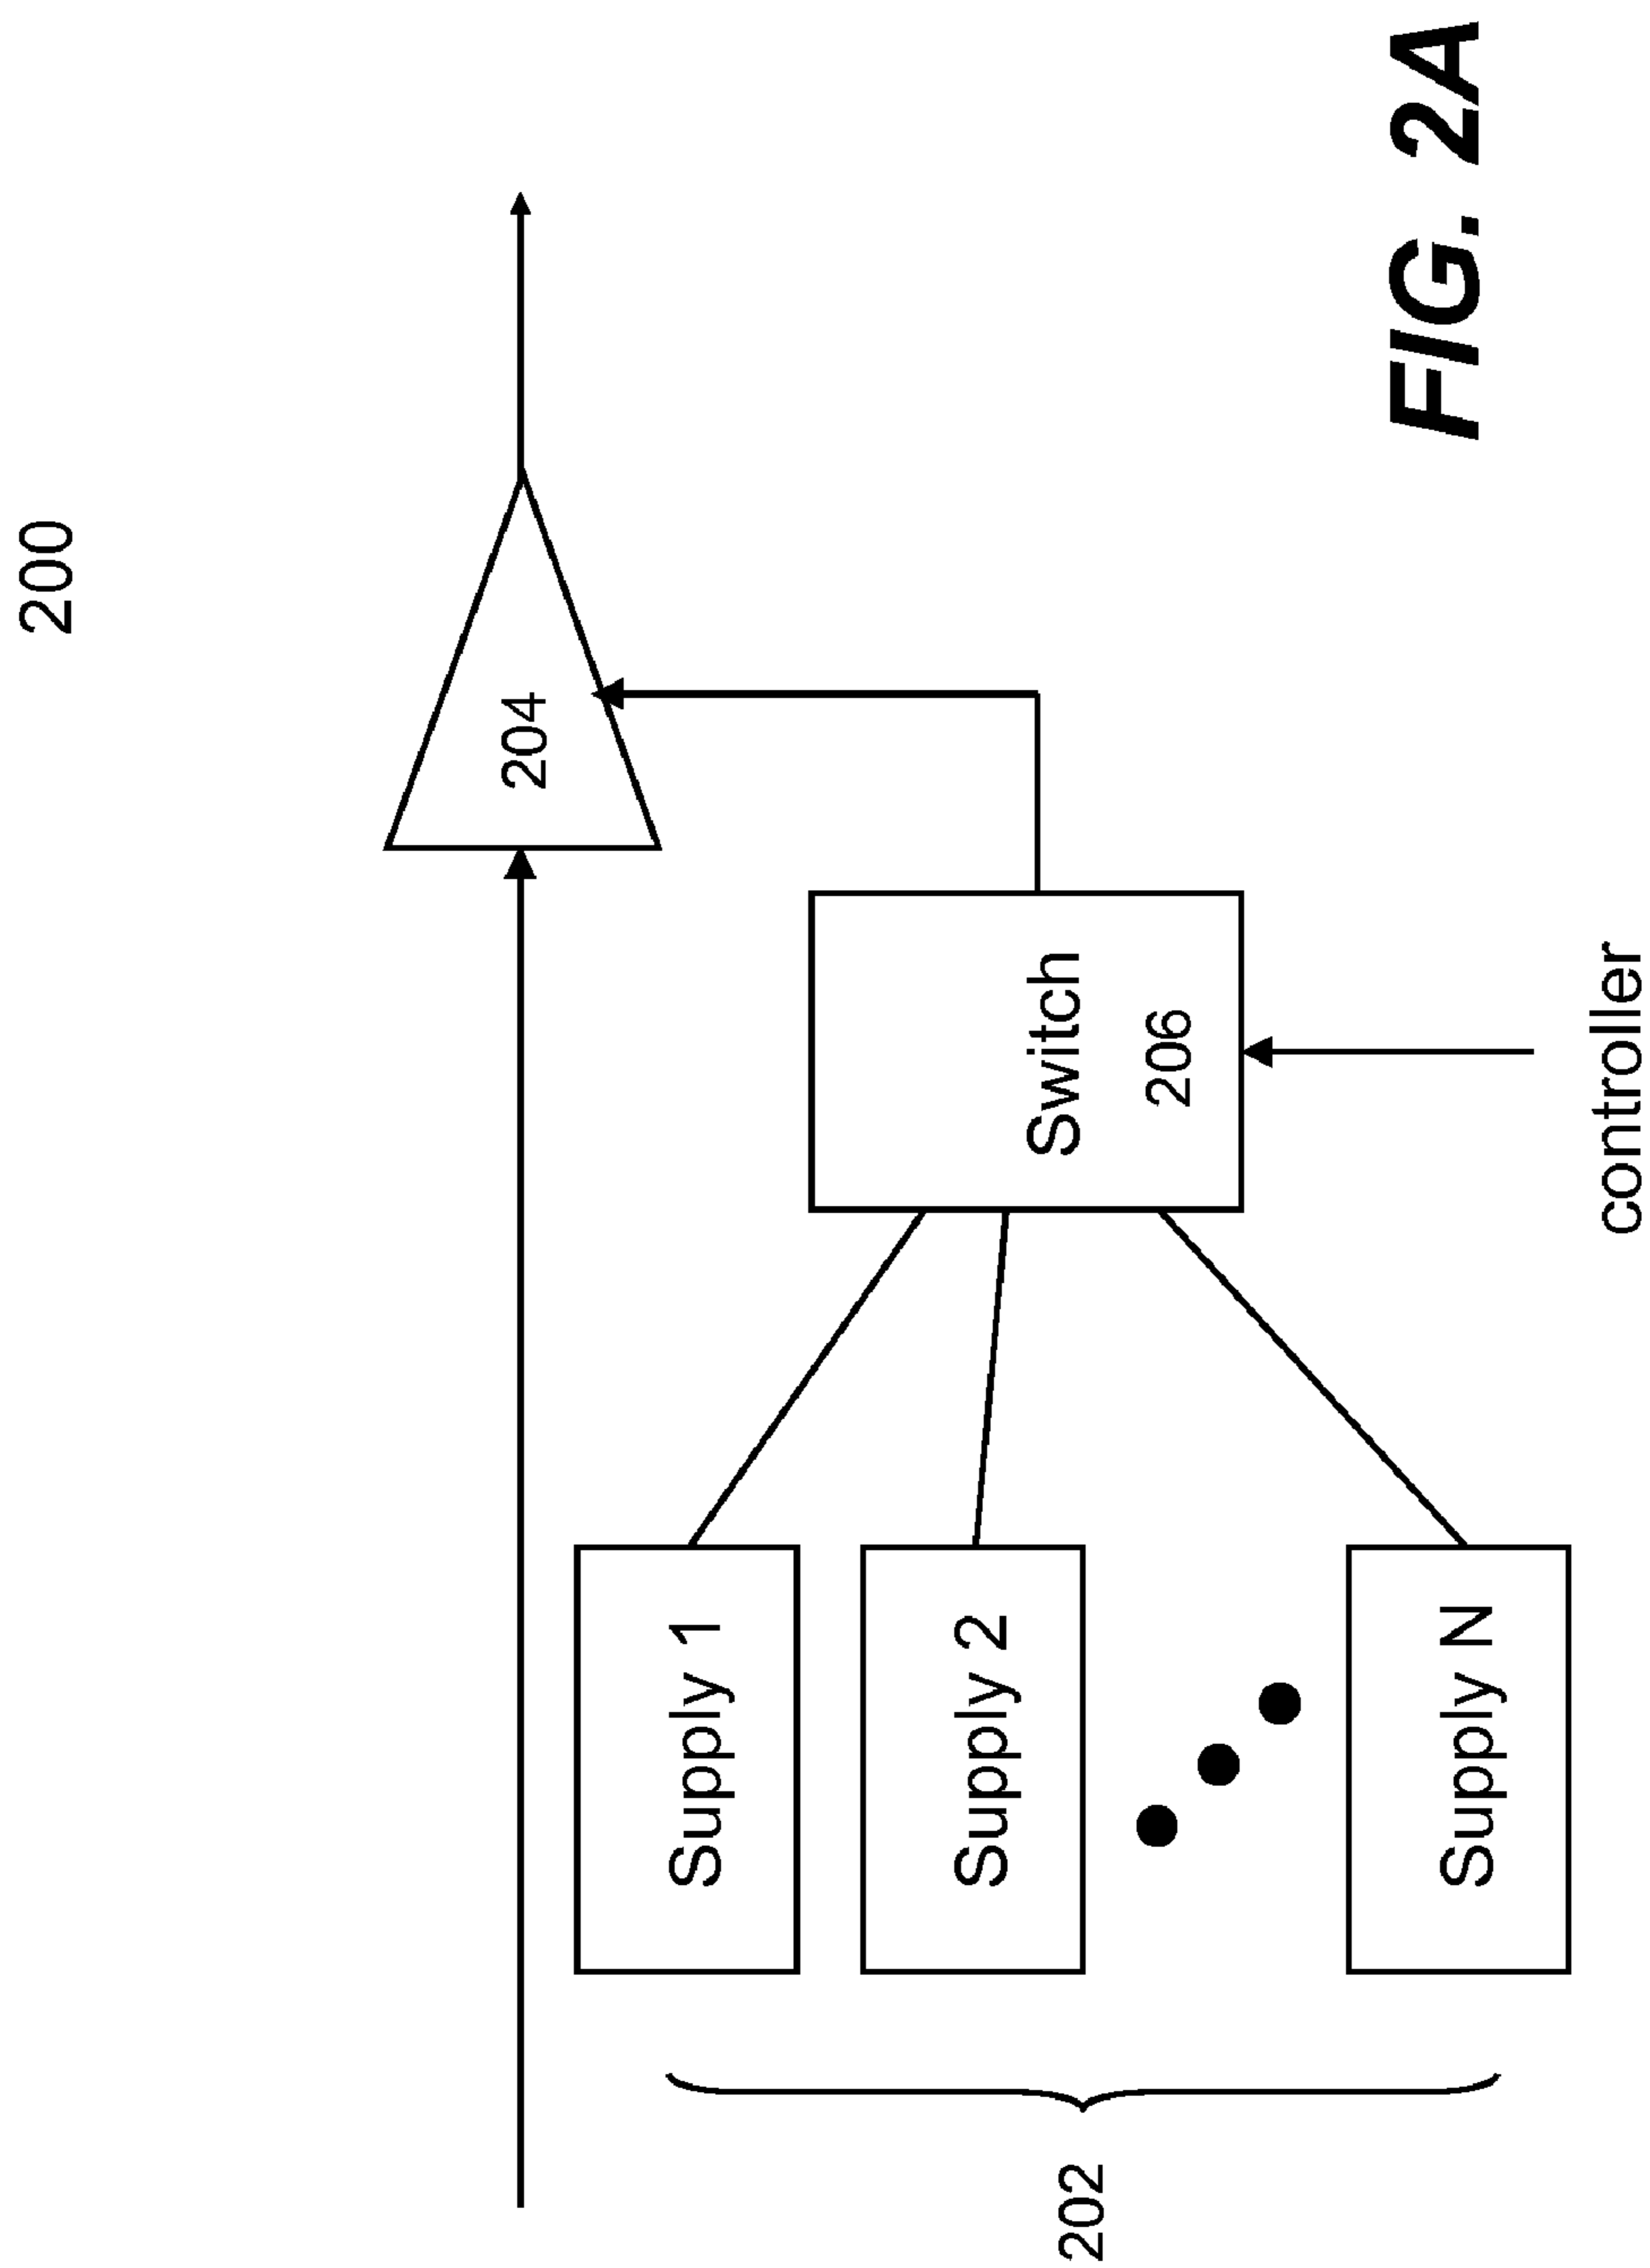 200
204
Supply 1
Switch
206
Supply 2
202
Supply N
controller
FIG. 2A